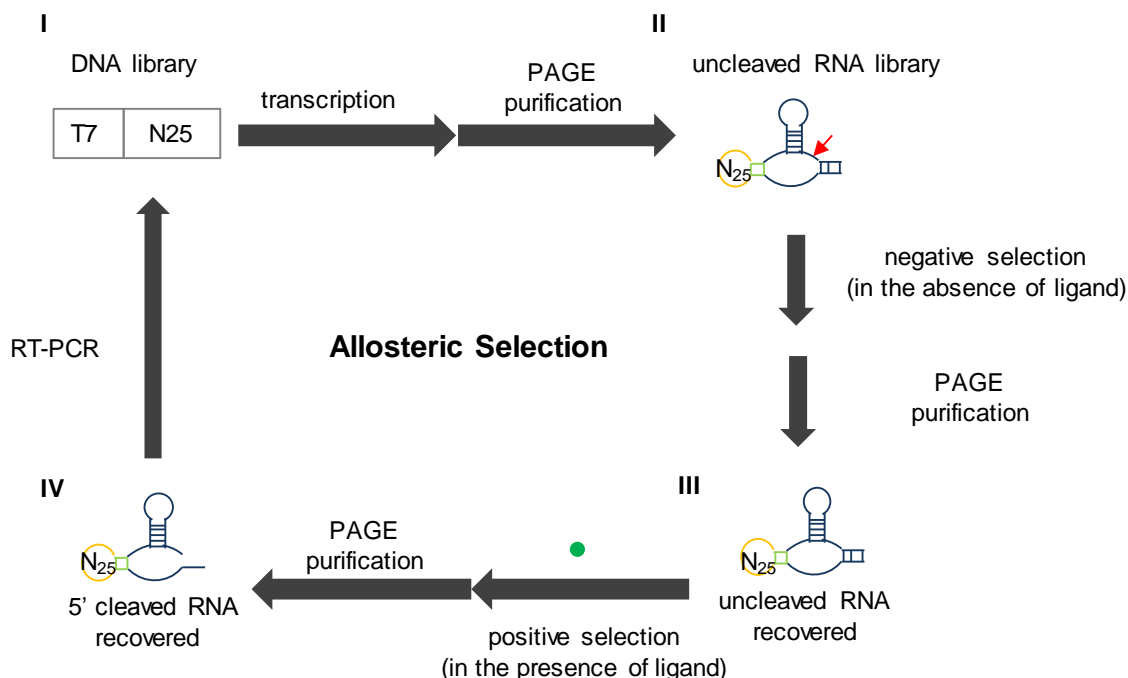 I
DNA library
T7
N25
transcription
PAGE
purification
II
uncleaved RNA library
N25
negative selection
(in the absence of ligand)
PAGE
purification
RT-PCR
Allosteric Selection
III
N25
uncleaved RNA
recovered
positive selection
(in the presence of ligand)
PAGE
purification
IV
N25
5' cleaved RNA
recovered